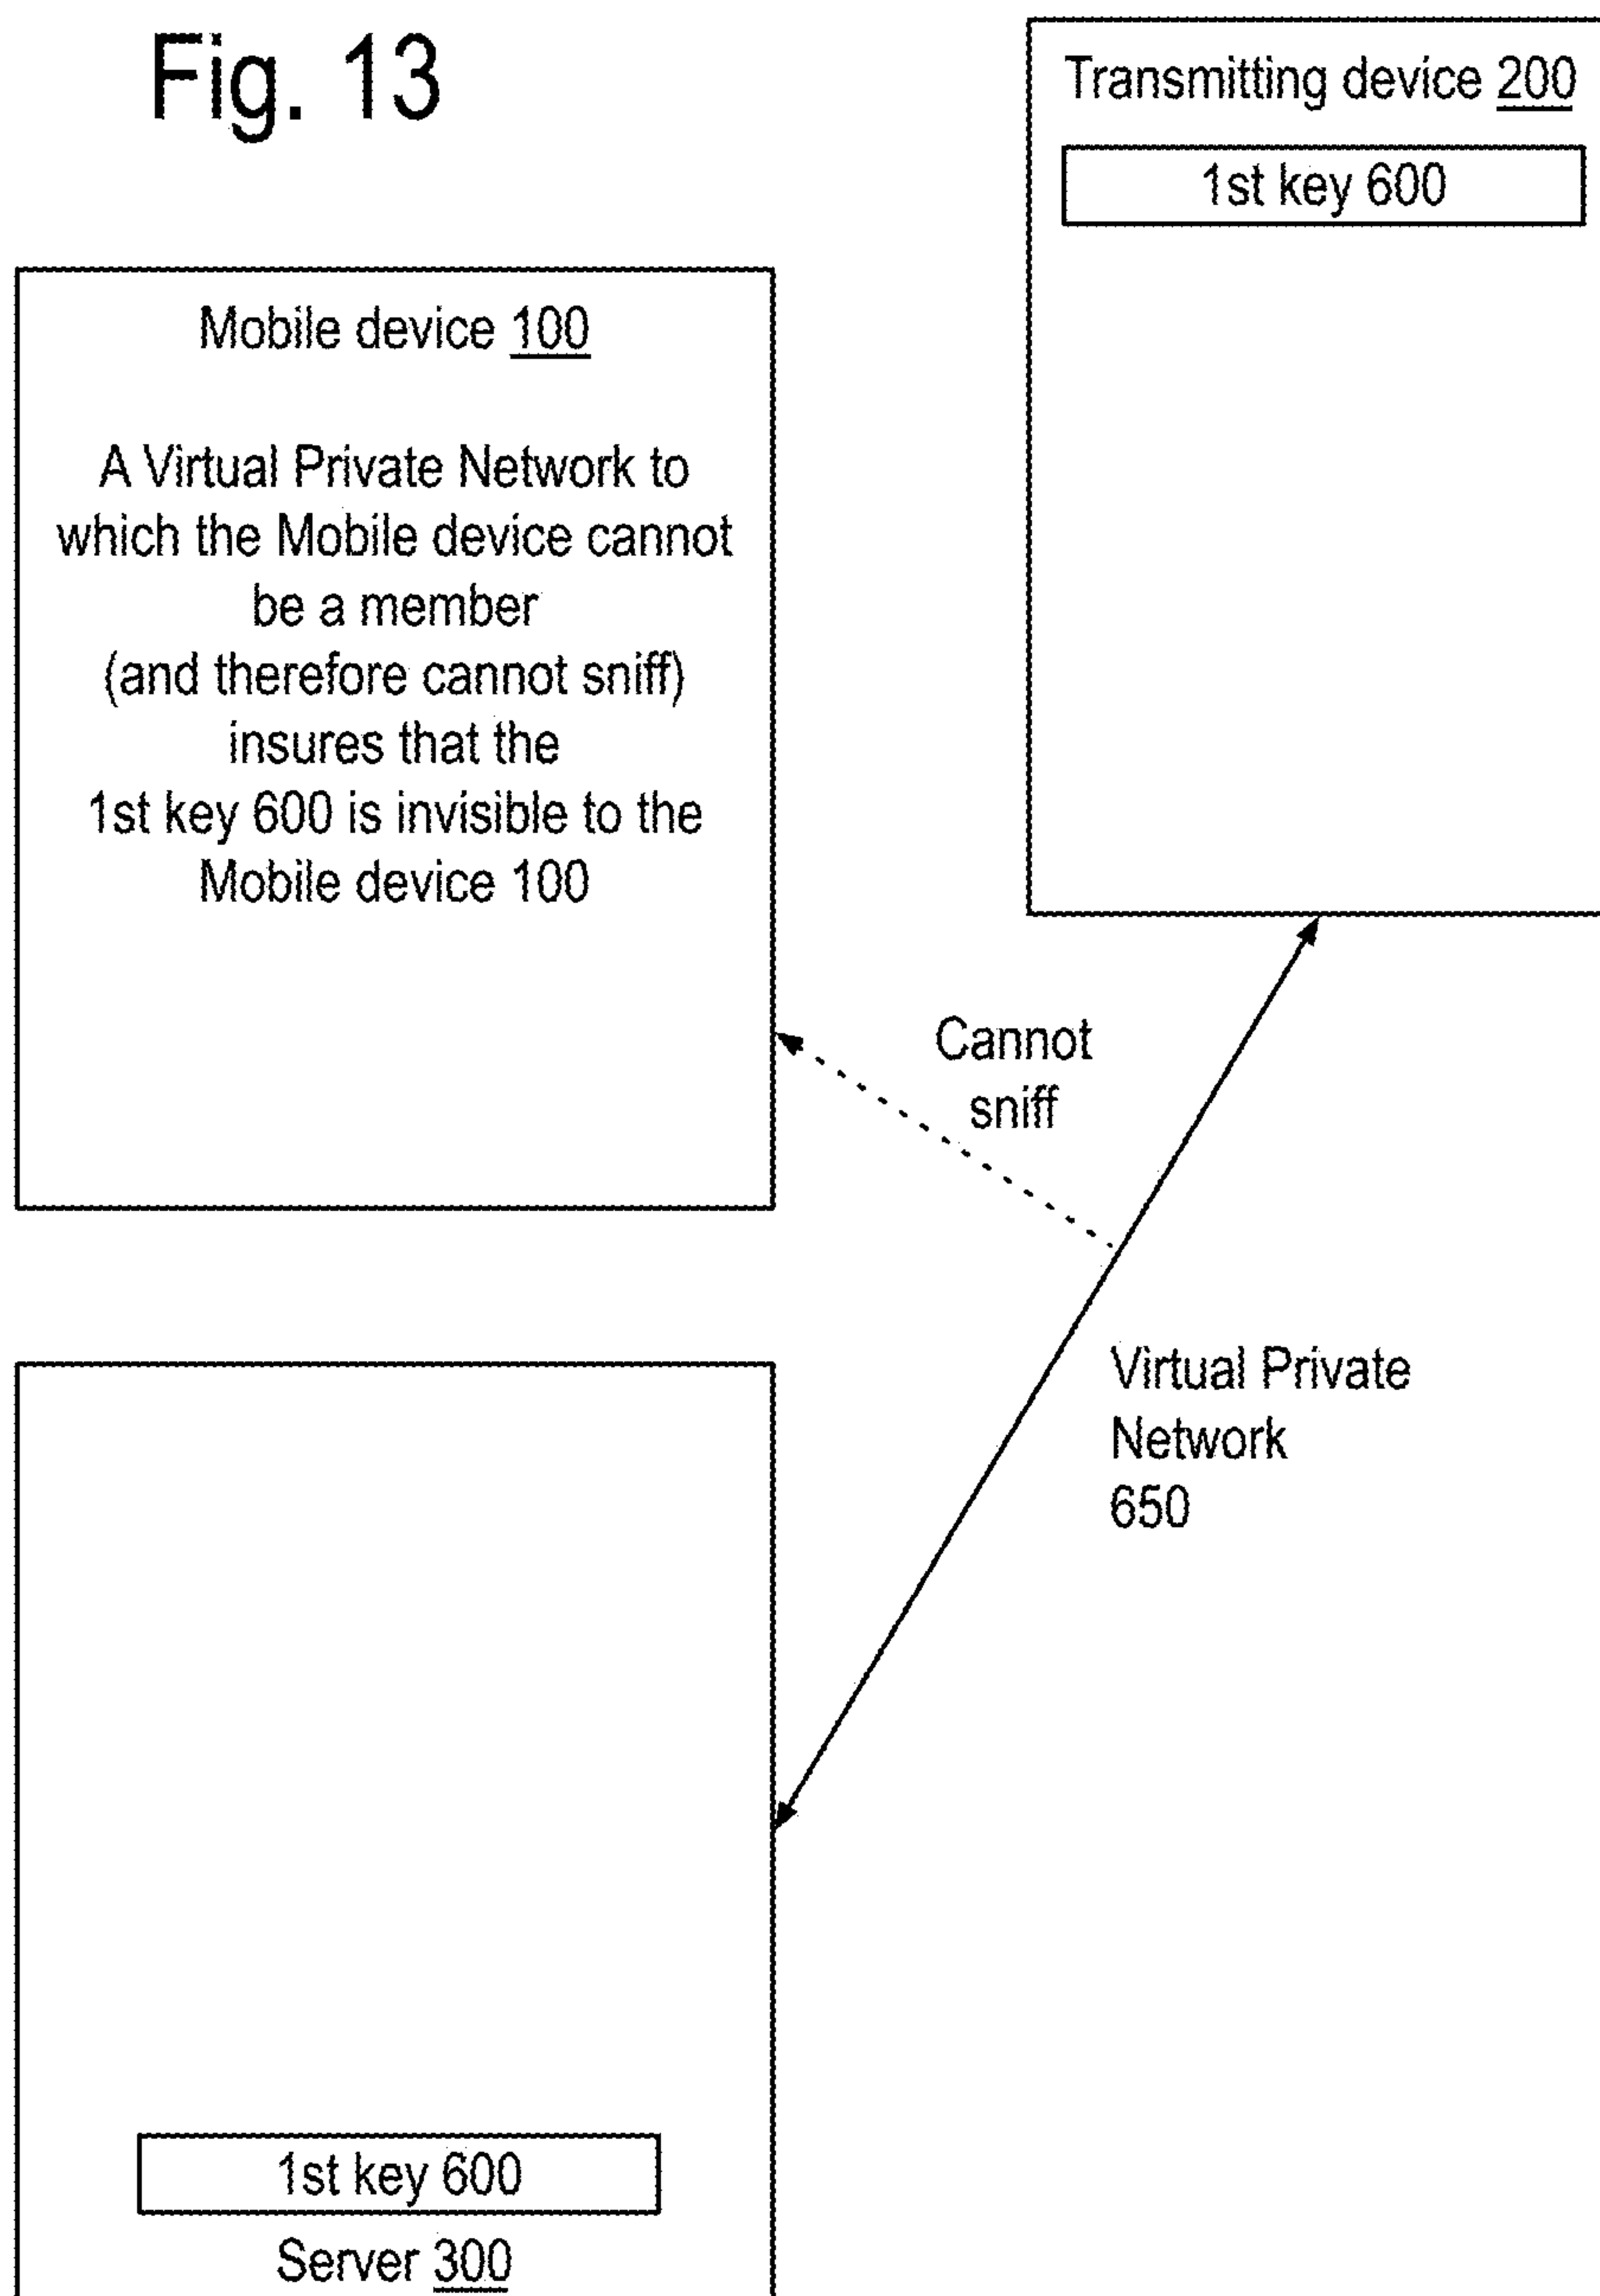 Fig. 13
Transmitting device 200
1st key 600
Mobile device 100
A Virtual Private Network to
which the Mobile device cannot
be a member
(and therefore cannot sniff)
insures that the
1st key 600 is invisible to the
Mobile device 100
Cannot
sniff
Virtual Private
Network
650
1st key 600
Server 300